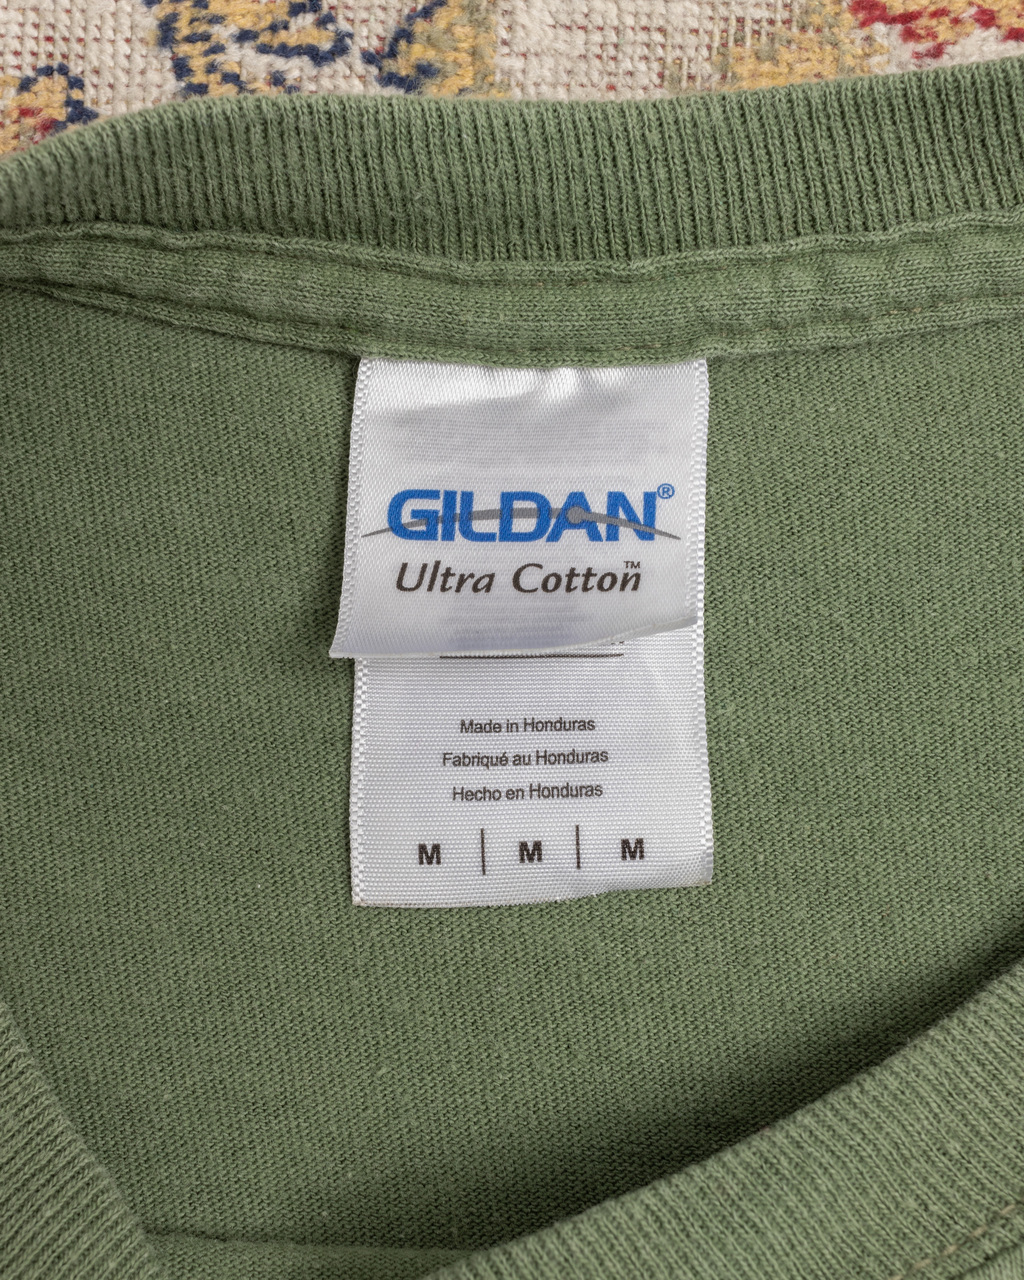 GILDAN®
Ultra Cotton™
Made in Honduras
Fabriqué au Honduras
Hecho en Honduras
M | M | M